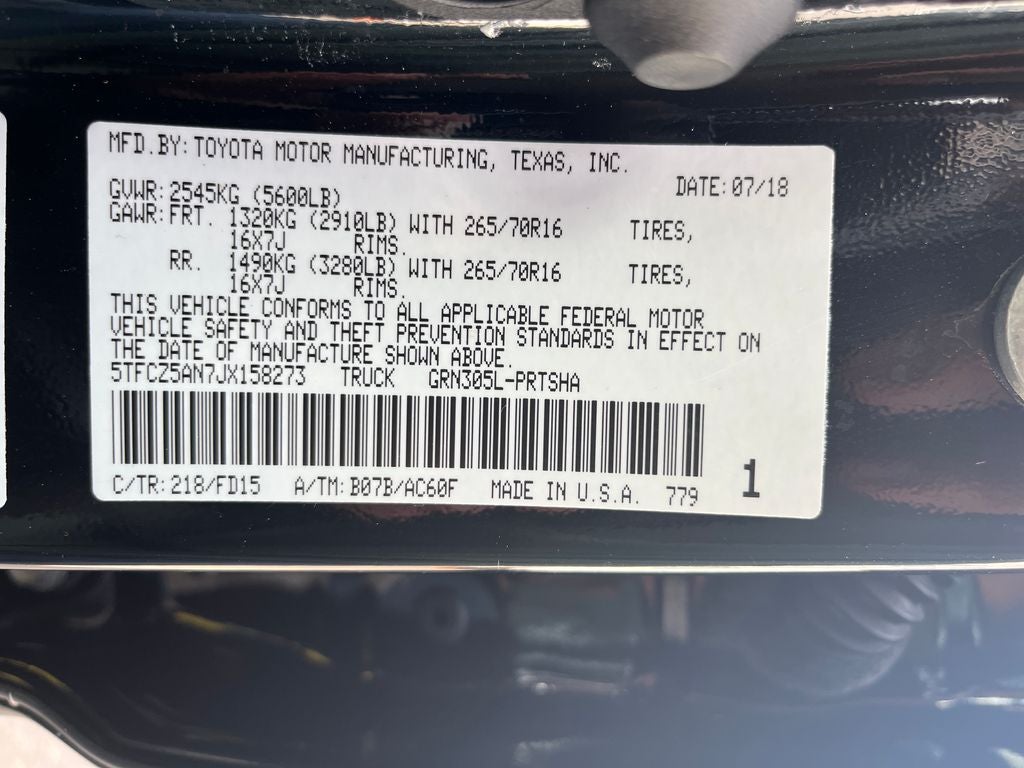 MFD.BY: TOYOTA MOTOR MANUFACTURING, TEXAS, INC.
DATE: 07/18
GVWR: 2545KG (5600LB)
GAWR: FRT. 1320KG (2910LB) WITH 265/70R16 TIRES,
16X7J RIMS.
RR. 1490KG (3280LB) WITH 265/70R16 TIRES,
16X7J RIMS.
THIS VEHICLE CONFORMS TO ALL APPLICABLE FEDERAL MOTOR
VEHICLE SAFETY AND THEFT PREVENTION STANDARDS IN EFFECT ON
THE DATE OF MANUFACTURE SHOWN ABOVE.
5TFCZ5AN7JX158273 TRUCK GRN305L-PRTSHA
C/TR: 218/FD15 A/TM: B07B/AC60F MADE IN U.S.A. 779
1